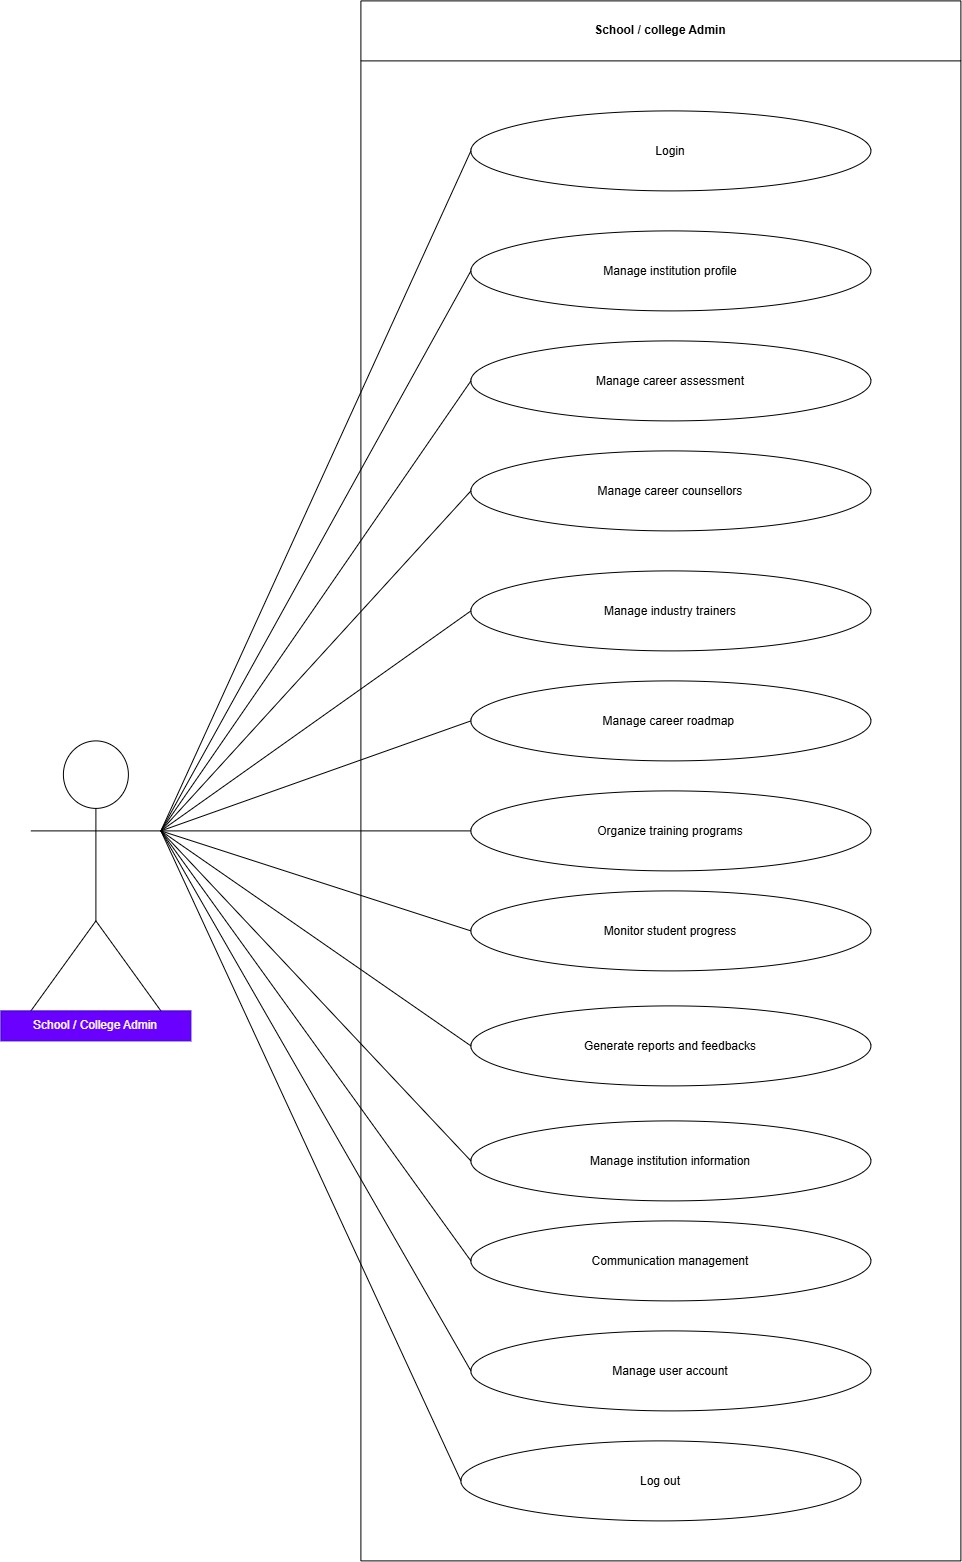 School / college Admin
Login
Manage institution profile
Manage career assessment
Manage career counsellors
Manage industry trainers
Manage career roadmap
Organize training programs
Monitor student progress
School / College Admin
Generate reports and feedbacks
Manage institution information
Communication management
Manage user account
Log out